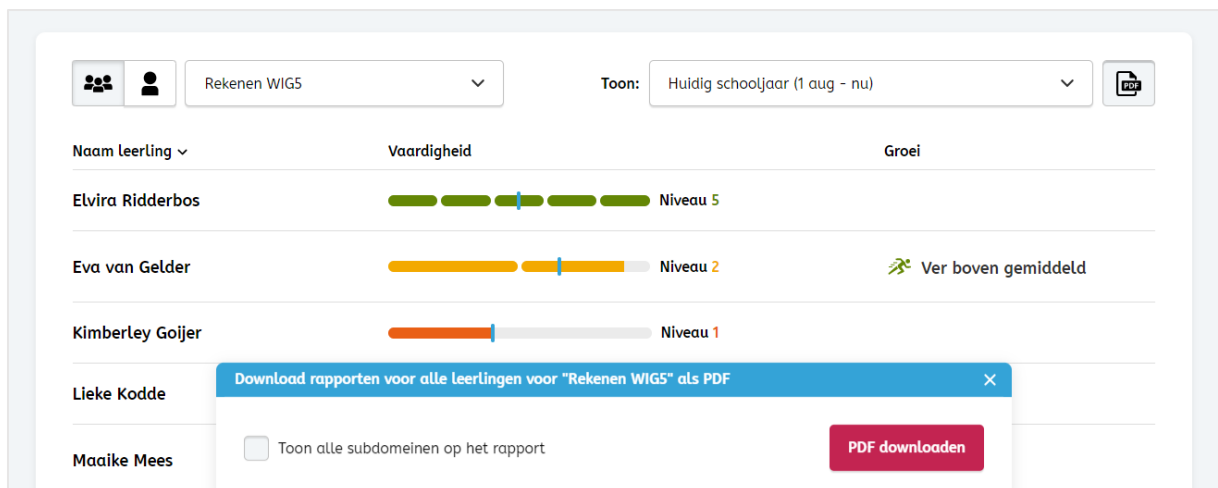 Rekenen WIG5 Toon: Huidig schooljaar (1 aug - nu) PDF
Naam leerling Vaardigheid Groei
Elvira Ridderbos Niveau 5
Eva van Gelder Niveau 2 Ver boven gemiddeld
Kimberley Goijer Niveau 1
Download rapporten voor alle leerlingen voor "Rekenen WIG5" als PDF
Lieke Kodde
Toon alle subdomeinen op het rapport PDF downloaden
Maaike Mees